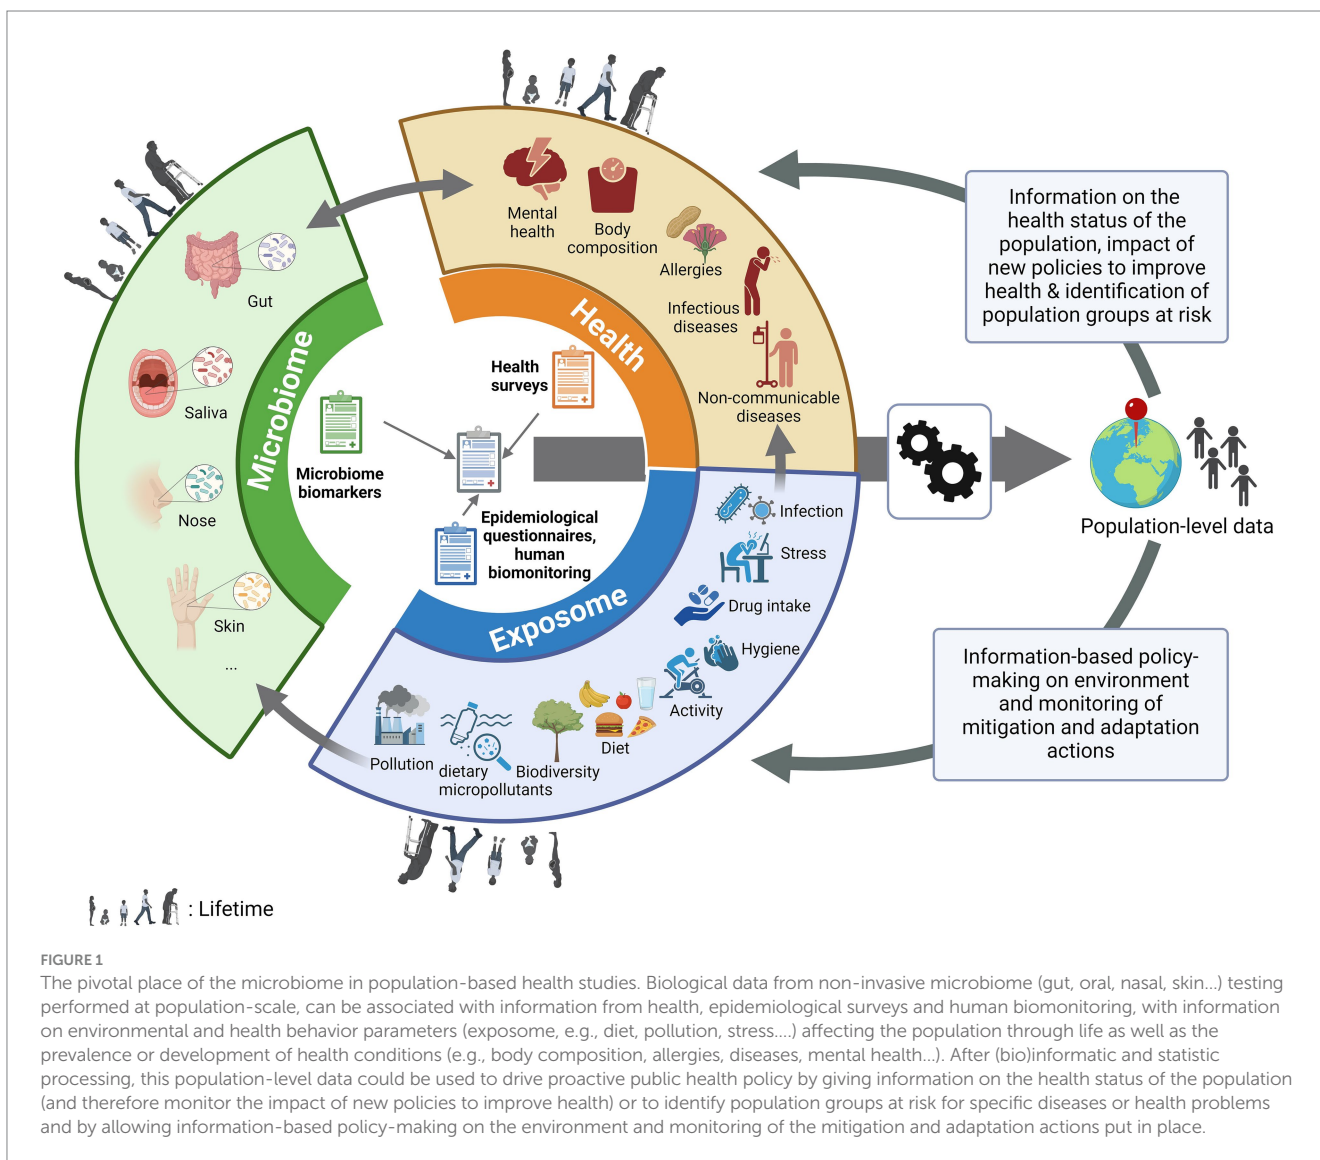 Microbiome
Gut
Saliva
Nose
Skin
...
Health
Mental
health
Body
composition
Allergies
Infectious
diseases
Non-communicable
diseases
Health
surveys
Microbiome
biomarkers
Epidemiological
questionnaires,
human
biomonitoring
Exposome
Infection
Stress
Drug intake
Hygiene
Activity
Diet
Biodiversity
dietary
micropollutants
Pollution
Information on the
health status of the
population, impact of
new policies to improve
health & identification of
population groups at risk
Population-level data
Information-based policy-
making on environment
and monitoring of
mitigation and adaptation
actions
: Lifetime
FIGURE 1
The pivotal place of the microbiome in population-based health studies. Biological data from non-invasive microbiome (gut, oral, nasal, skin...) testing
performed at population-scale, can be associated with information from health, epidemiological surveys and human biomonitoring, with information
on environmental and health behavior parameters (exposome, e.g., diet, pollution, stress....) affecting the population through life as well as the
prevalence or development of health conditions (e.g., body composition, allergies, diseases, mental health...). After (bio)informatic and statistic
processing, this population-level data could be used to drive proactive public health policy by giving information on the health status of the population
(and therefore monitor the impact of new policies to improve health) or to identify population groups at risk for specific diseases or health problems
and by allowing information-based policy-making on the environment and monitoring of the mitigation and adaptation actions put in place.